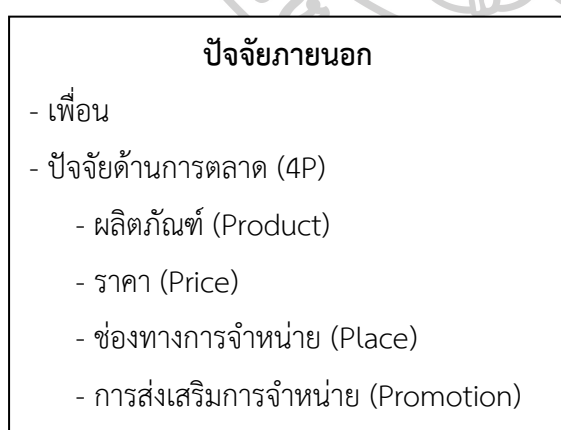 ปัจจัยภายนอก
- เพื่อน
- ปัจจัยด้านการตลาด (4P)
- ผลิตภัณฑ์ (Product)
- ราคา (Price)
- ช่องทางการจำหน่าย (Place)
- การส่งเสริมการจำหน่าย (Promotion)